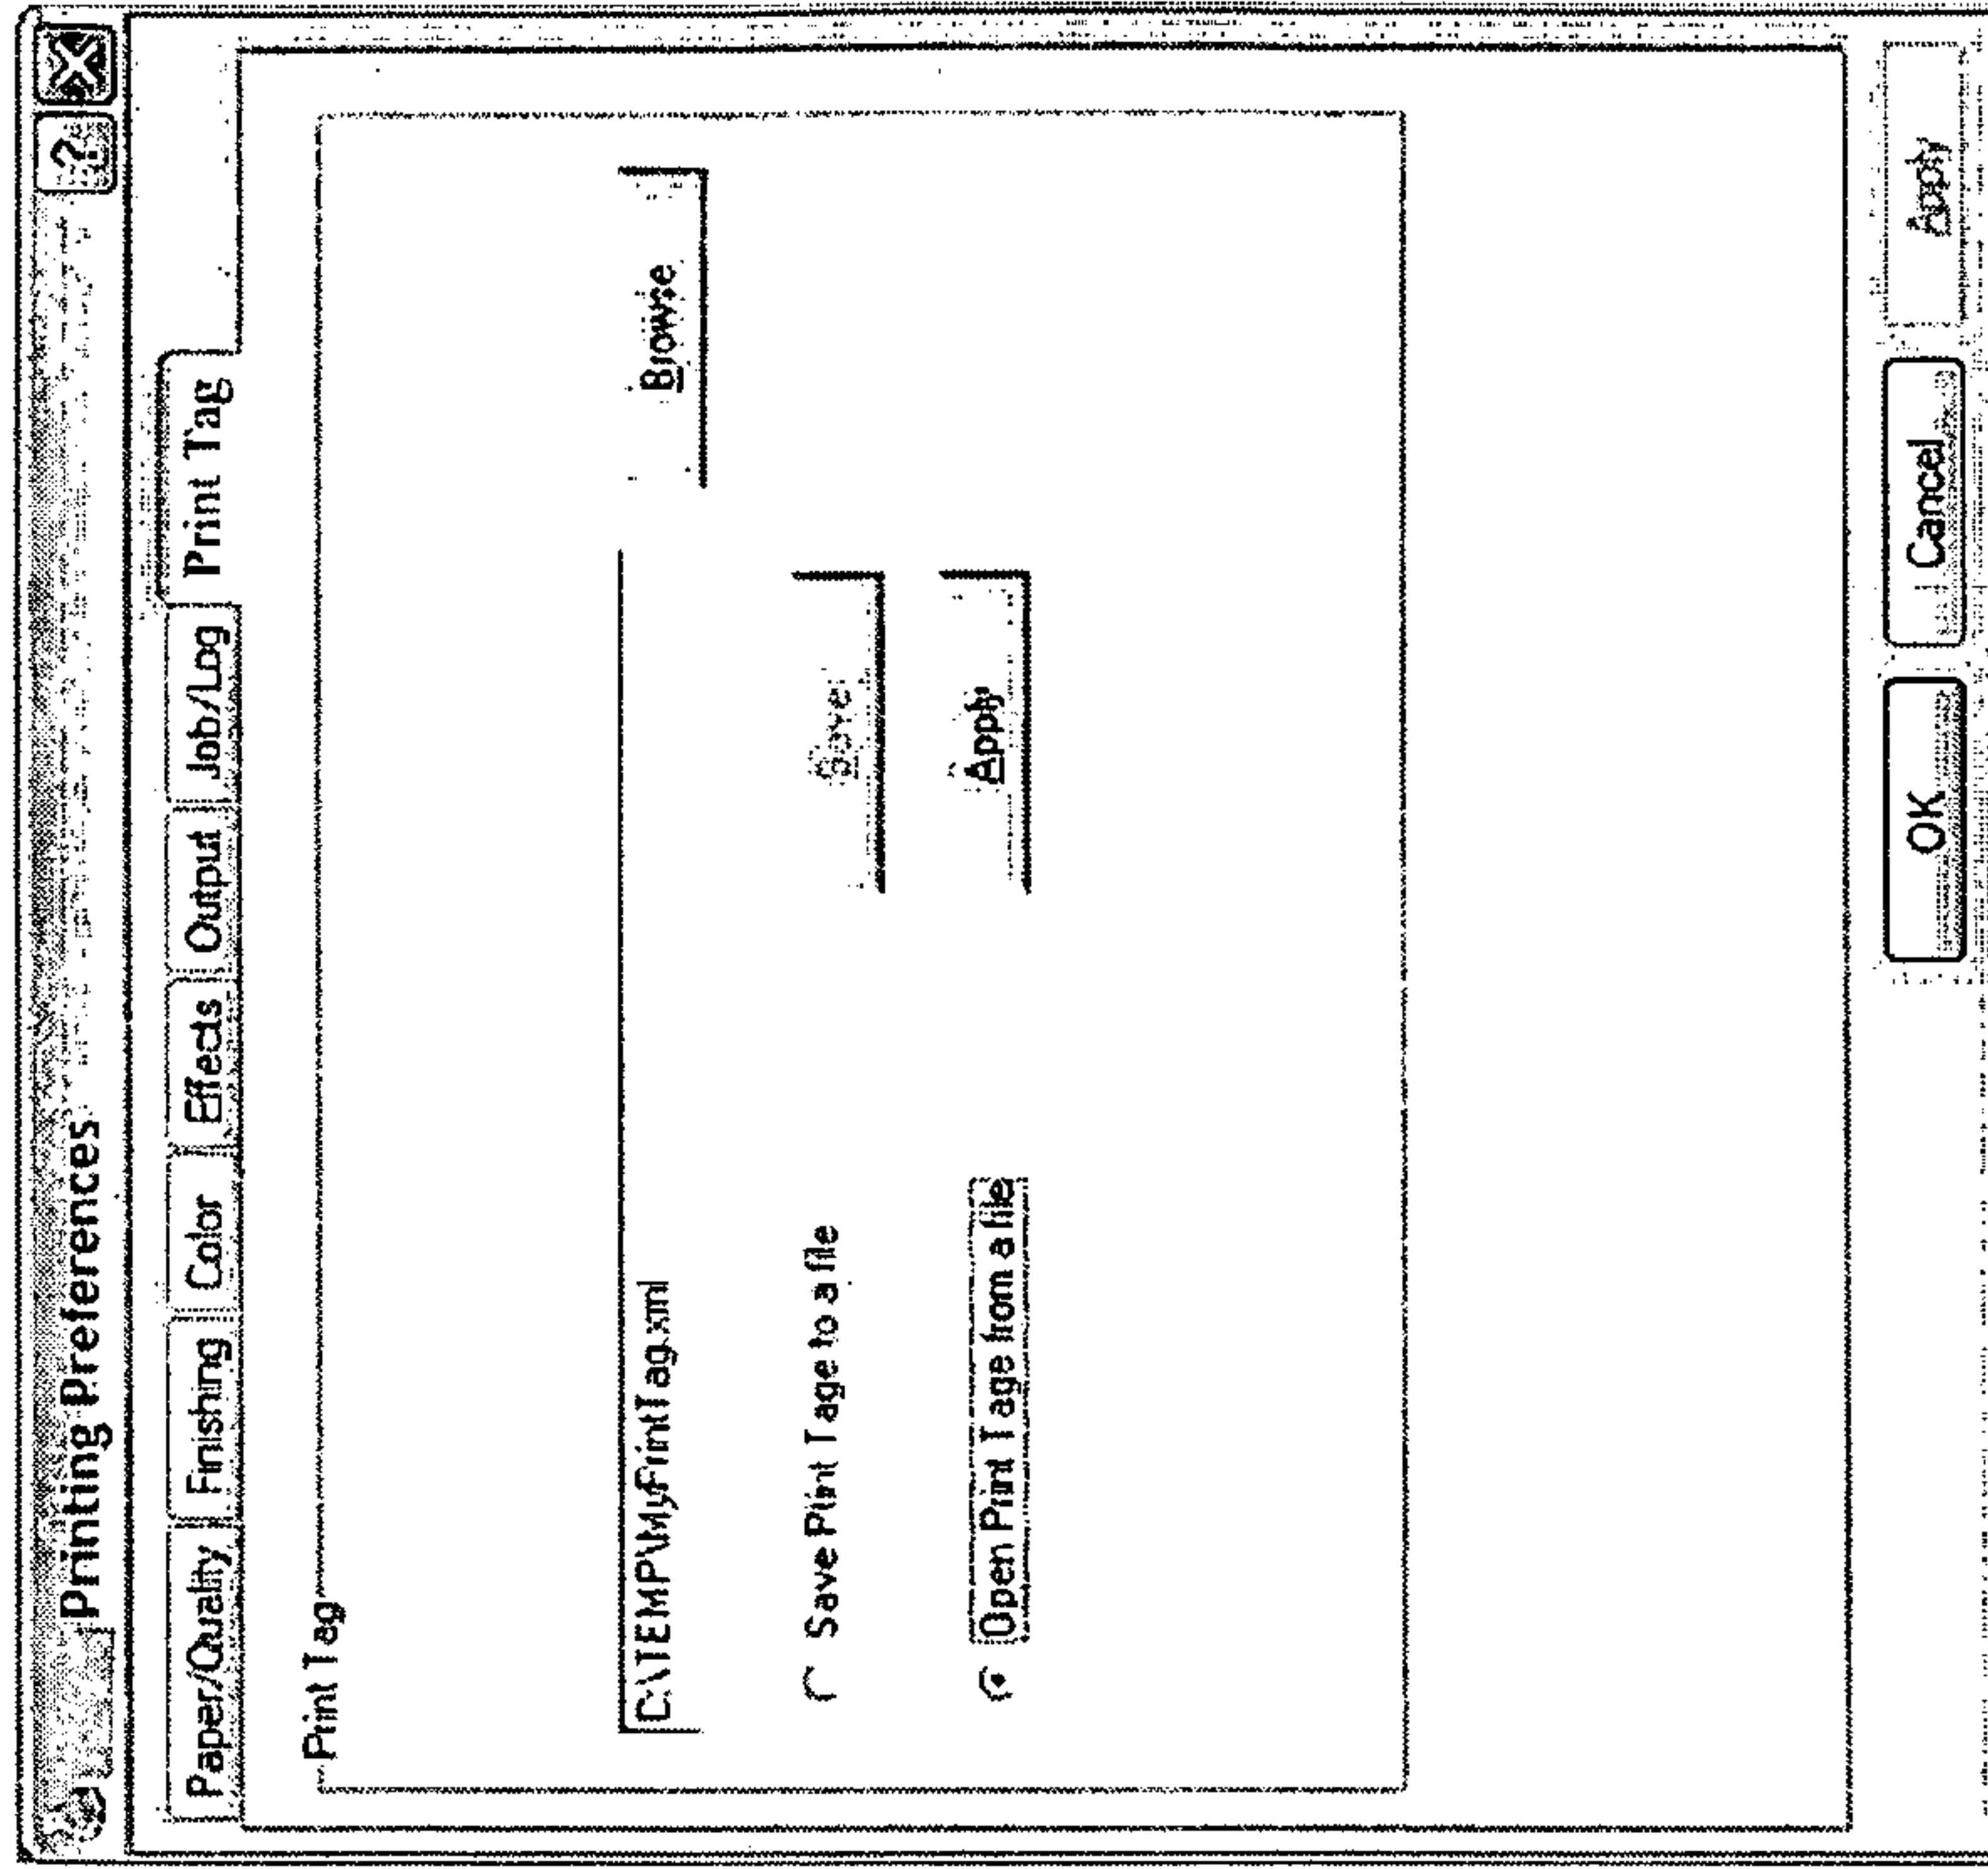 Printing Preferences
?
Paper/Quality Finishing Color Effects Output Job/Log Print Tag
Print Tag
C:\TEMP\MyPrintTag.xml Browse
Save Print Tage to a file Save
Open Print Tage from a file Apply
OK Cancel Apply